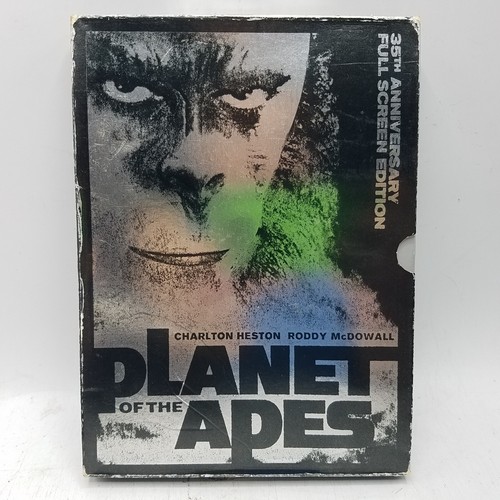 35TH ANNIVERSARY
FULL SCREEN EDITION
CHARLTON HESTON RODDY McDOWALL
PLANET
OF THE
APES